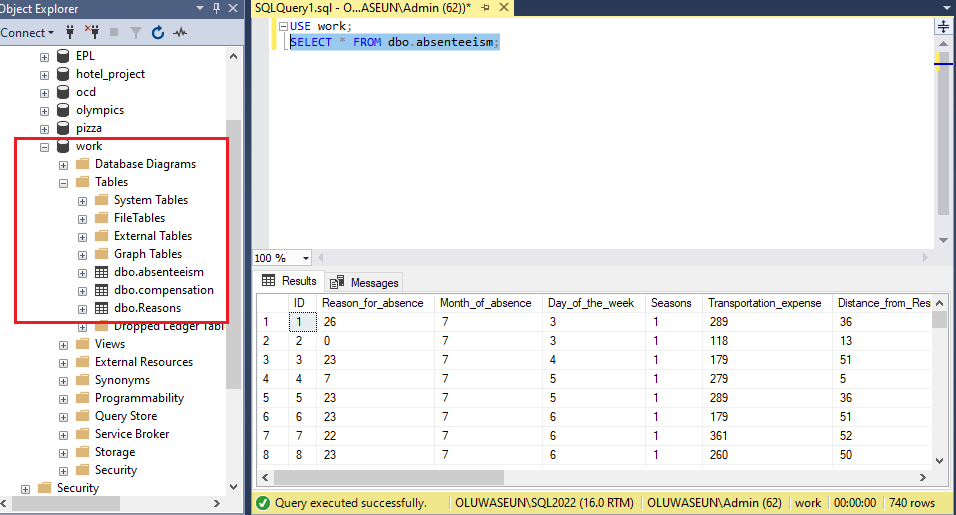 Object Explorer
Connect
EPL
hotel_project
ocd
olympics
pizza
work
Database Diagrams
Tables
System Tables
FileTables
External Tables
Graph Tables
dbo.absenteeism
dbo.compensation
dbo.Reasons
Dropped Ledger Tabl
Views
External Resources
Synonyms
Programmability
Query Store
Service Broker
Storage
Security
Security
SQLQuery1.sql - O...ASEUN\Admin (62))*
USE work;
SELECT * FROM dbo.absenteeism;
100 %
Results Messages
ID Reason_for_absence Month_of_absence Day_of_the_week Seasons Transportation_expense Distance_from_Res
1 1 26 7 3 1 289 36
2 2 0 7 3 1 118 13
3 3 23 7 4 1 179 51
4 4 7 7 5 1 279 5
5 5 23 7 5 1 289 36
6 6 23 7 6 1 179 51
7 7 22 7 6 1 361 52
8 8 23 7 6 1 260 50
Query executed successfully. OLUWASEUN\SQL2022 (16.0 RTM) OLUWASEUN\Admin (62) work 00:00:00 740 rows